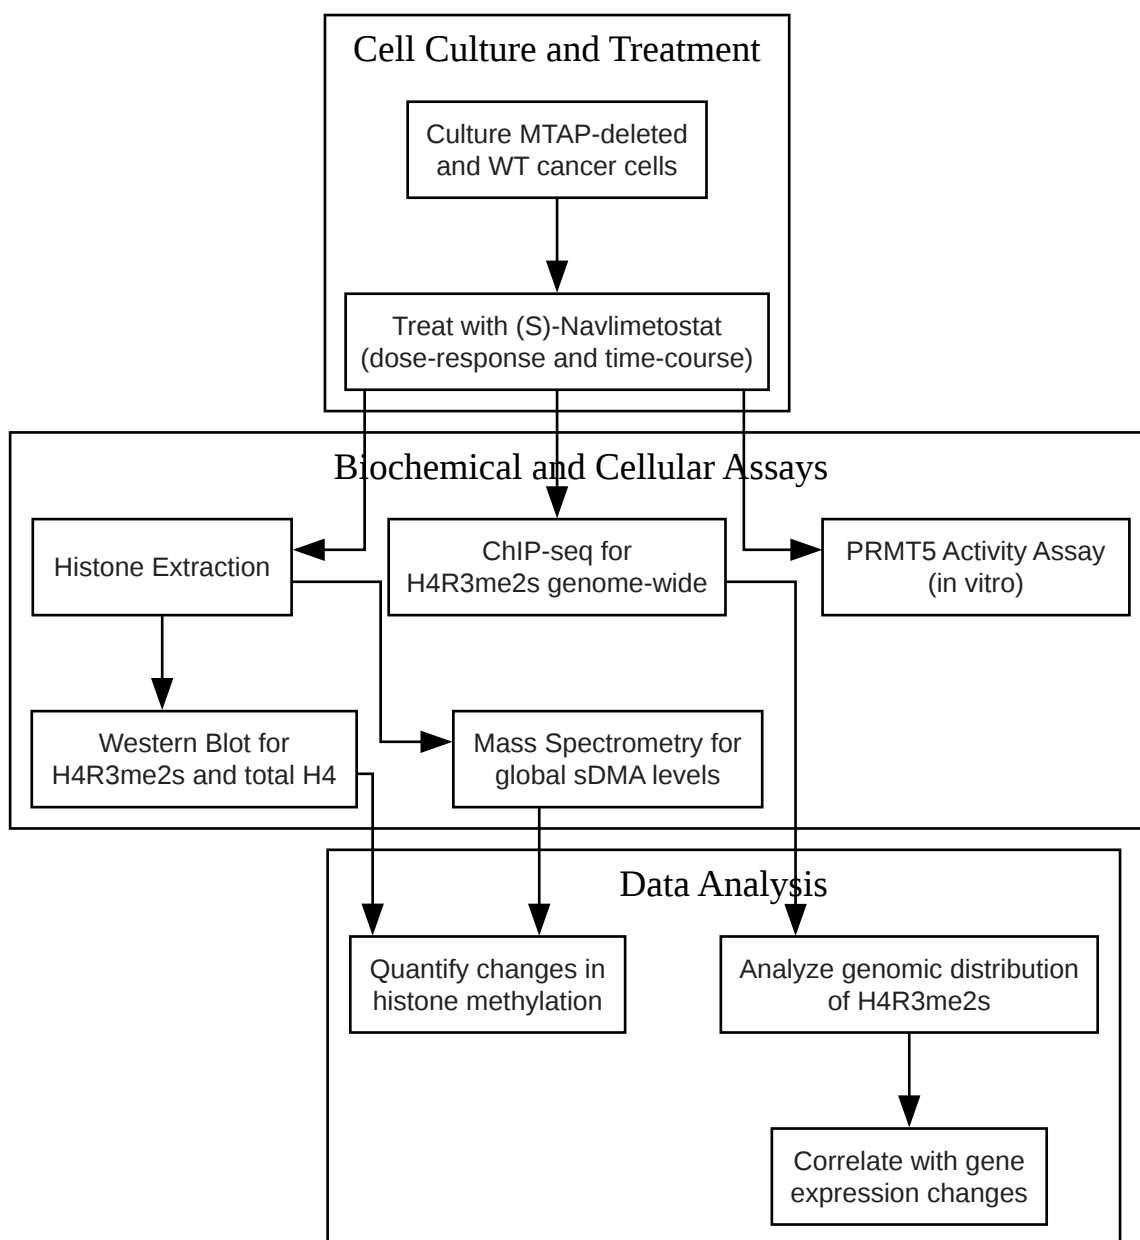 Cell Culture and Treatment
Culture MTAP-deleted
and WT cancer cells
Treat with (S)-Navlimetostat
(dose-response and time-course)
Biochemical and Cellular Assays
Histone Extraction
ChIP-seq for
H4R3me2s genome-wide
PRMT5 Activity Assay
(in vitro)
Western Blot for
H4R3me2s and total H4
Mass Spectrometry for
global sDMA levels
Data Analysis
Quantify changes in
histone methylation
Analyze genomic distribution
of H4R3me2s
Correlate with gene
expression changes